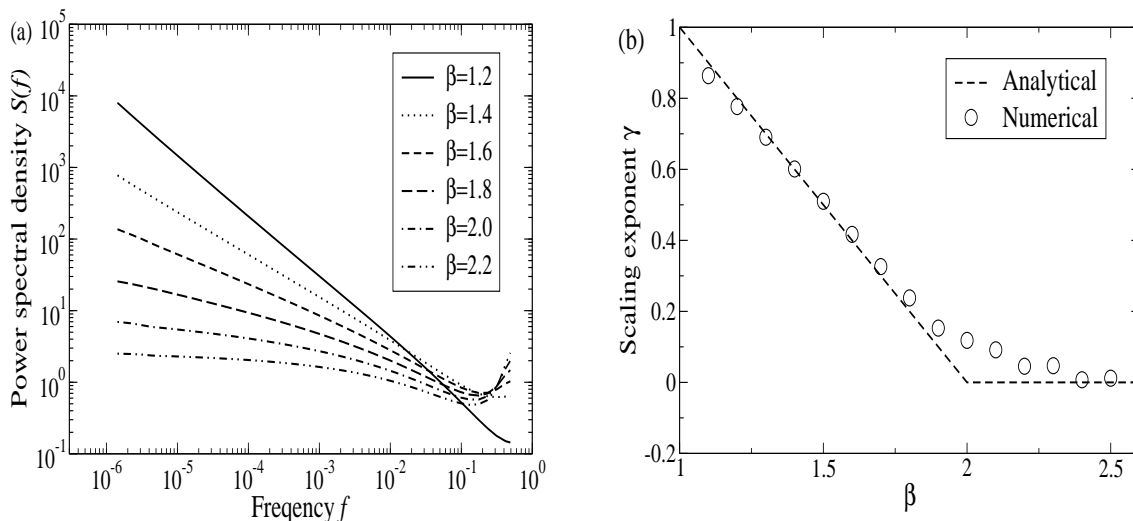 (a)
Power spectral density S(f)
10^5
10^4
10^3
10^2
10^1
10^0
10^-1
10^-6
10^-5
10^-4
10^-3
10^-2
10^-1
10^0
Freqency f
β=1.2
β=1.4
β=1.6
β=1.8
β=2.0
β=2.2
(b)
Scaling exponent γ
1
0.8
0.6
0.4
0.2
0
-0.2
1
1.5
2
2.5
β
Analytical
Numerical